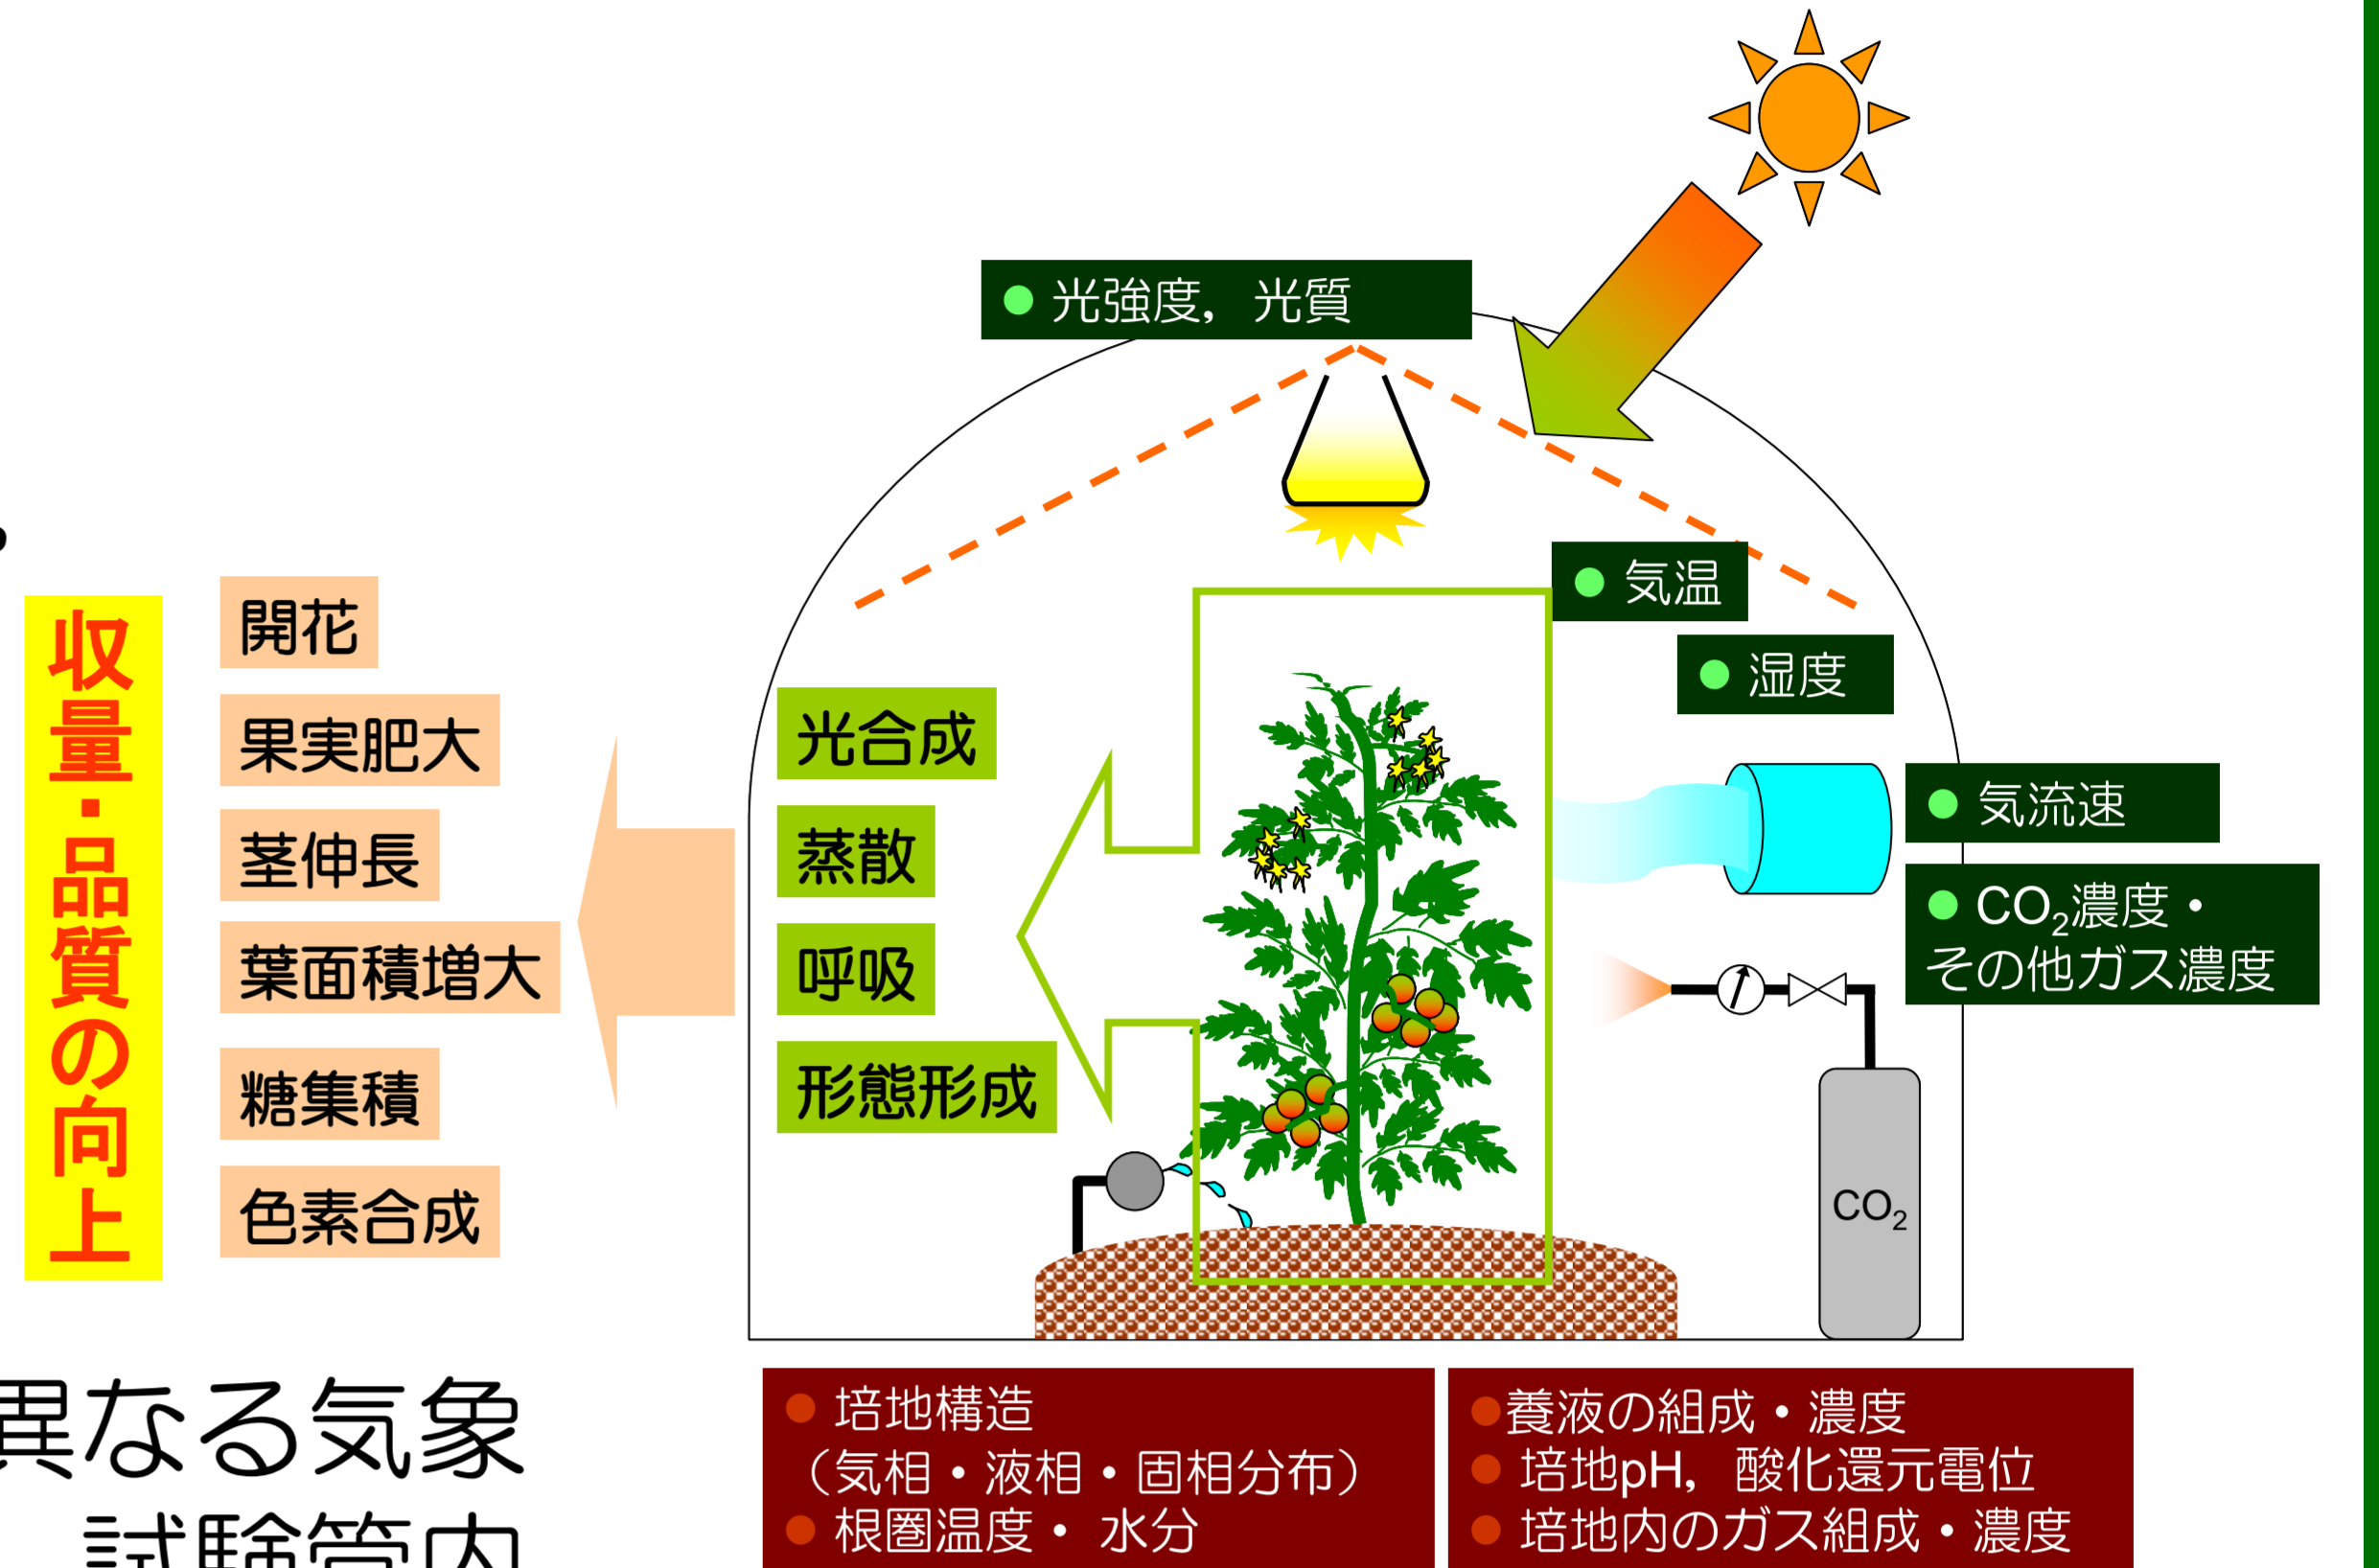 光強度，光質
気温
湿度
気流速
CO₂濃度・
その他ガス濃度
CO₂
光合成
蒸散
呼吸
形態形成
開花
果実肥大
茎伸長
葉面積増大
糖集積
色素合成
収量・品質の向上
培地構造
（気相・液相・固相分布）
根圏温度・水分
養液の組成・濃度
培地pH，酸化還元電位
培地内のガス組成・濃度
異なる気象
試験管内